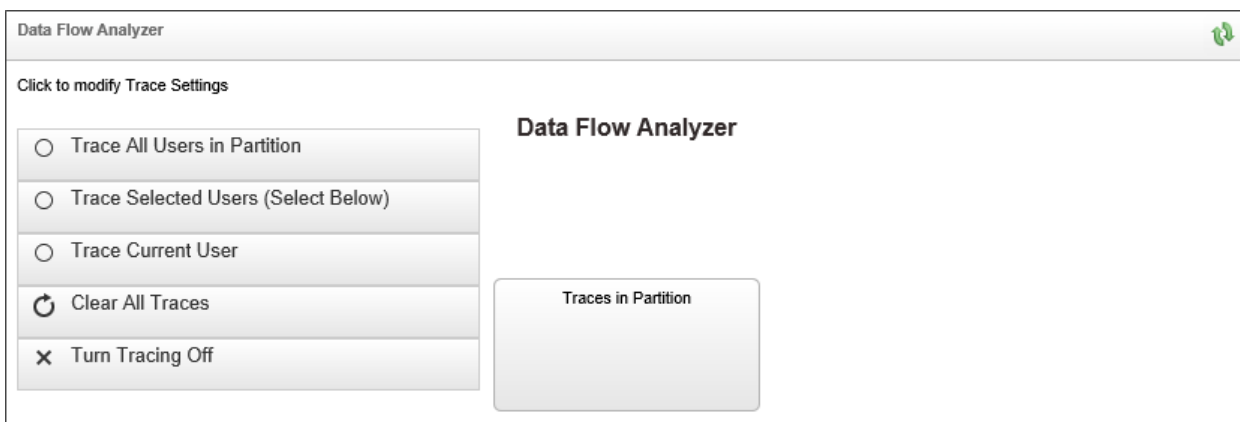 Data Flow Analyzer
Click to modify Trace Settings
Data Flow Analyzer
Trace All Users in Partition
Trace Selected Users (Select Below)
Trace Current User
Clear All Traces
Turn Tracing Off
Traces in Partition